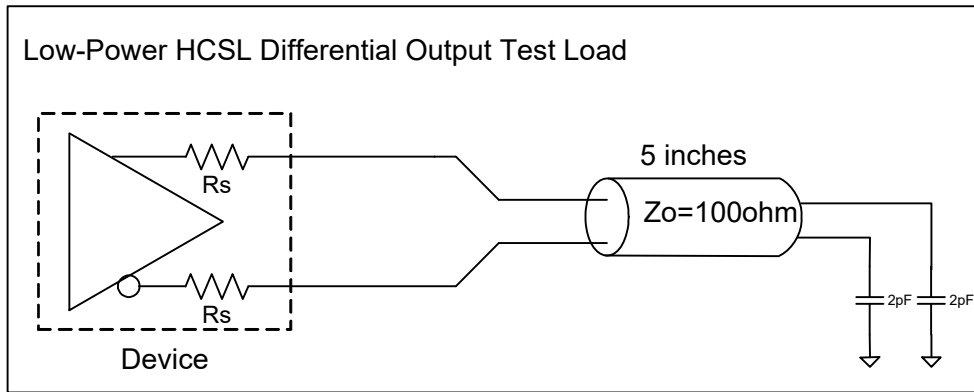 Low-Power HCSL Differential Output Test Load
Rs
5 inches
Zo=100ohm
Rs
2pF
2pF
Device